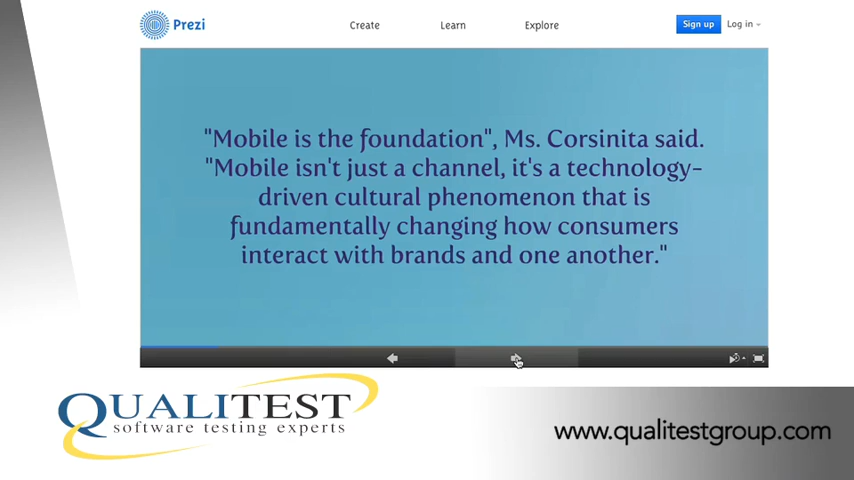 Prezi
Create
Learn
Explore
Sign up
Log in
"Mobile is the foundation", Ms. Corsinita said.
"Mobile isn't just a channel, it's a technology-
driven cultural phenomenon that is
fundamentally changing how consumers
interact with brands and one another."
QUALITEST
software testing experts
www.qualitestgroup.com